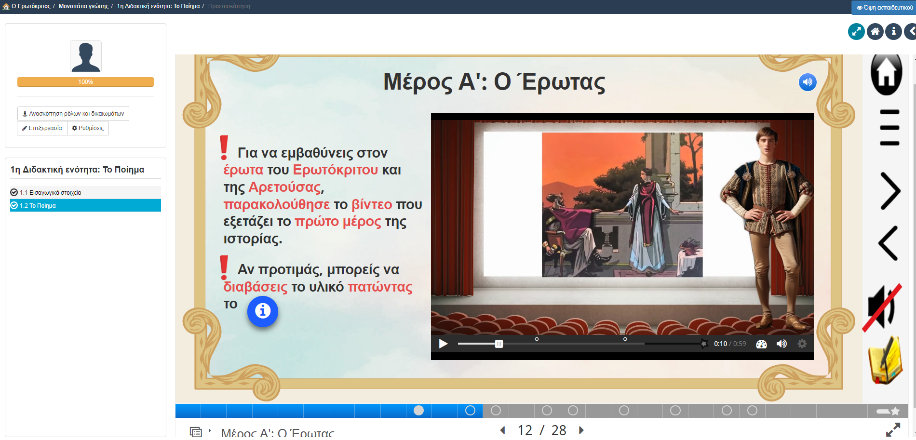 Ο Ερωτόκριτος / Μονοπάτια γνώσης / 1η Διδακτική ενότητα: Το Ποίημα /
Όψη εκπαιδευτικού
100%
Ανασκόπηση ρόλων και δικαιωμάτων
Επεξεργασία
Ρυθμίσεις
1η Διδακτική ενότητα: Το Ποίημα
1.1 Εισαγωγικά στοιχεία
1.2 Το Ποίημα
Μέρος Α': Ο Έρωτας
Για να εμβαθύνεις στον
έρωτα του Ερωτόκριτου και
της Αρετούσας,
παρακολούθησε το βίντεο που
εξετάζει το πρώτο μέρος της
ιστορίας.
Αν προτιμάς, μπορείς να
διαβάσεις το υλικό πατώντας
το
0:10 / 0:59
Μέρος Α': Ο Έρωτας
12 / 28